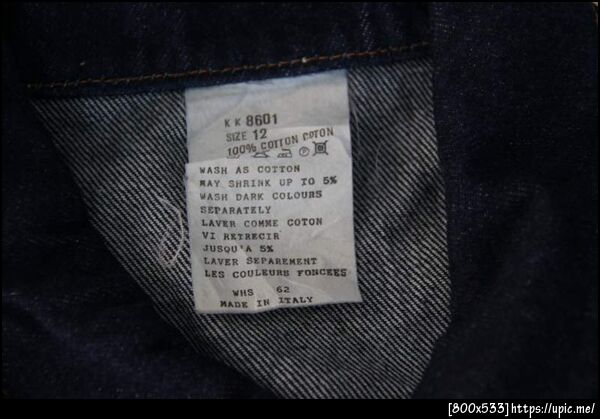 K K 8601
SIZE 12
100% COTTON COTON
WASH AS COTTON
MAY SHRINK UP TO 5%
WASH DARK COLOURS
SEPARATELY
LAVER COMME COTON
VI RETRECIR
JUSQU'A 5%
LAVER SEPAREMENT
LES COULEURS FONCEES
WHS 62
MADE IN ITALY
[800x533]https://upic.me/